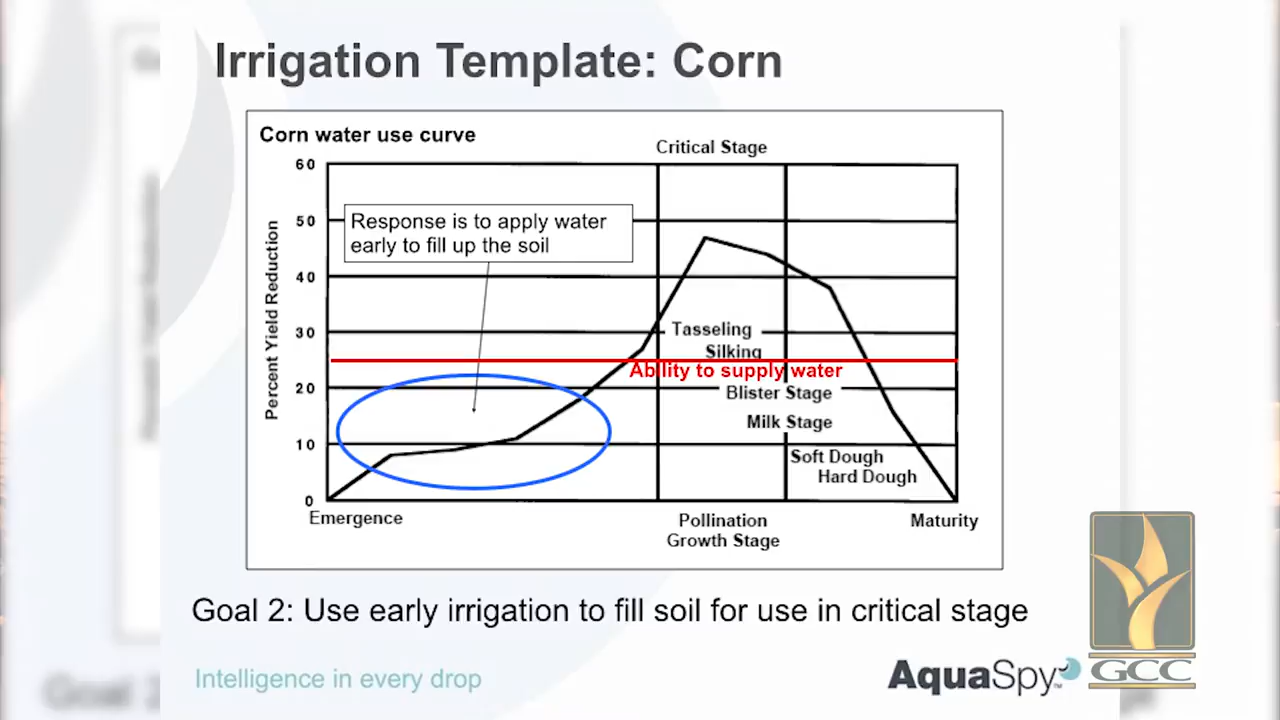 Irrigation Template: Corn
Corn water use curve
Critical Stage
60
50
40
30
20
10
0
Percent Yield Reduction
Response is to apply water
early to fill up the soil
Tasseling
Silking
Ability to supply water
Blister Stage
Milk Stage
Soft Dough
Hard Dough
Emergence
Pollination
Growth Stage
Maturity
Goal 2: Use early irrigation to fill soil for use in critical stage
Intelligence in every drop
AquaSpy™
GCC